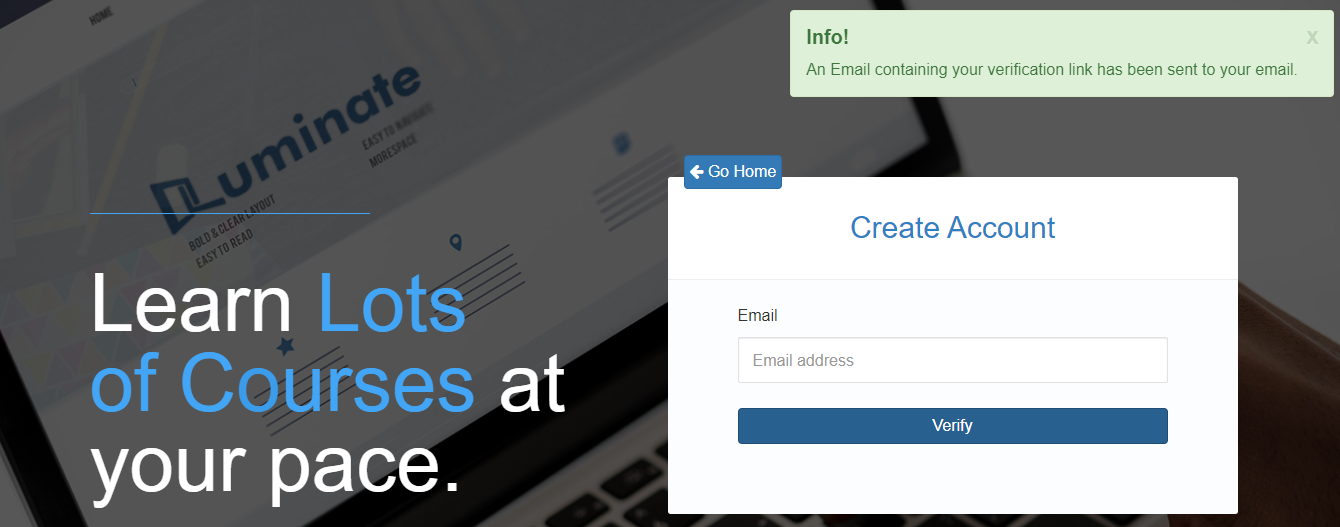 HOME
Luminate
EASY TO NAVIGATE
MORESPACE
BOLD & CLEAR LAYOUT
EASY TO READ
Learn Lots
of Courses at
your pace.
Info!
x
An Email containing your verification link has been sent to your email.
Go Home
Create Account
Email
Email address
Verify